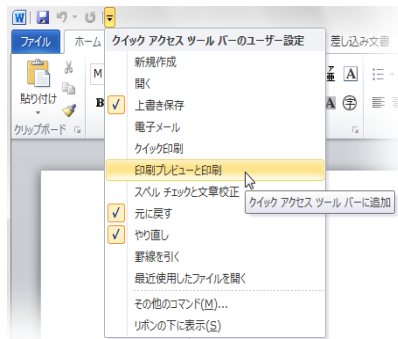 W
ファイル
ホーム
クイック アクセス ツール バーのユーザー設定
差し込み文書
新規作成
開く
上書き保存
電子メール
クイック印刷
印刷プレビューと印刷
スペル チェックと文章校正
クイック アクセス ツール バーに追加
元に戻す
やり直し
罫線を引く
最近使用したファイルを開く
その他のコマンド(M)...
リボンの下に表示(S)
貼り付け
M
B
クリップボード
A
A 字